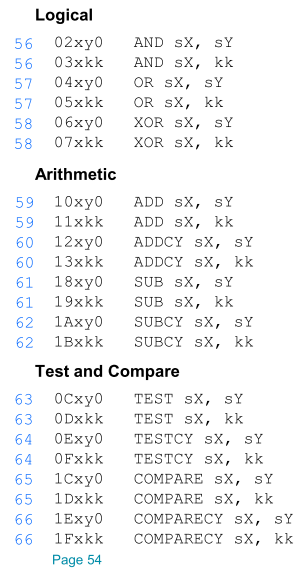 Logical
56 02xy0 AND sX, sY
56 03xkk AND sX, kk
57 04xy0 OR sX, sY
57 05xkk OR sX, kk
58 06xy0 XOR sX, sY
58 07xkk XOR sX, kk
Arithmetic
59 10xy0 ADD sX, sY
59 11xkk ADD sX, kk
60 12xy0 ADDCY sX, sY
60 13xkk ADDCY sX, kk
61 18xy0 SUB sX, sY
61 19xkk SUB sX, kk
62 1Axy0 SUBCY sX, sY
62 1Bxkk SUBCY sX, kk
Test and Compare
63 0Cxy0 TEST sX, sY
63 0Dxkk TEST sX, kk
64 0Exy0 TESTCY sX, sY
64 0Fxkk TESTCY sX, kk
65 1Cxy0 COMPARE sX, sY
65 1Dxkk COMPARE sX, kk
66 1Exy0 COMPARECY sX, sY
66 1Fxkk COMPARECY sX, kk
Page 54